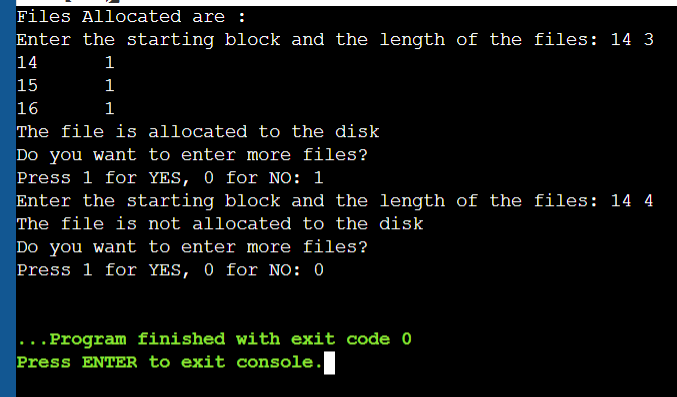 Files Allocated are :
Enter the starting block and the length of the files: 14 3
14      1
15      1
16      1
The file is allocated to the disk
Do you want to enter more files?
Press 1 for YES, 0 for NO: 1
Enter the starting block and the length of the files: 14 4
The file is not allocated to the disk
Do you want to enter more files?
Press 1 for YES, 0 for NO: 0
...Program finished with exit code 0
Press ENTER to exit console.